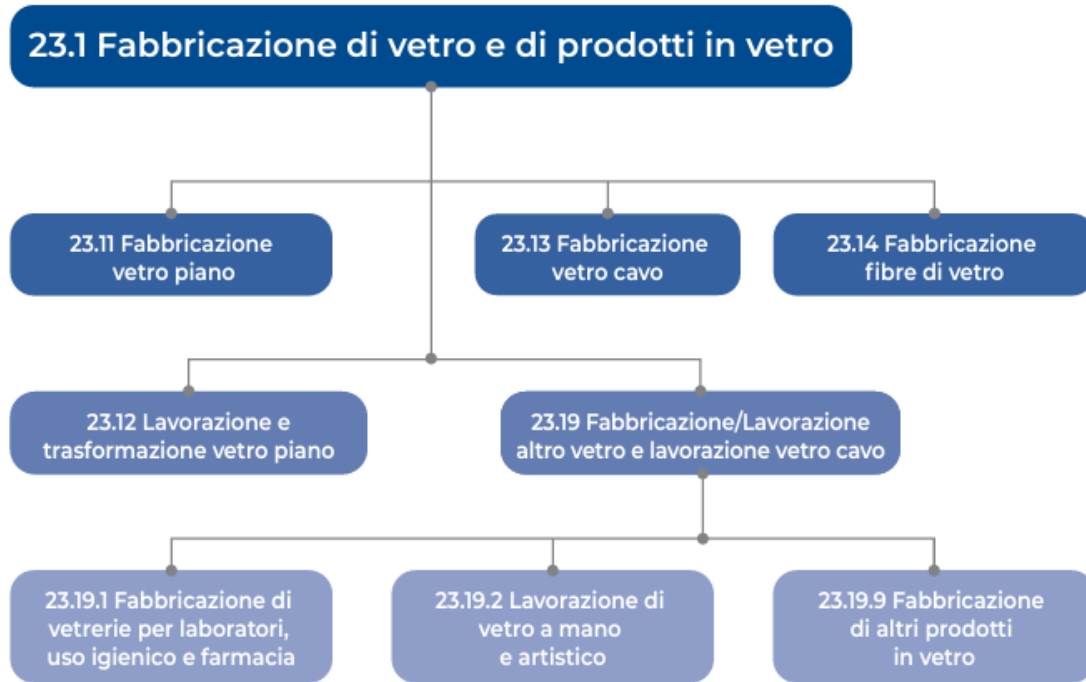 23.1 Fabbricazione di vetro e di prodotti in vetro
23.11 Fabbricazione
vetro piano
23.13 Fabbricazione
vetro cavo
23.14 Fabbricazione
fibre di vetro
23.12 Lavorazione e
trasformazione vetro piano
23.19 Fabbricazione/Lavorazione
altro vetro e lavorazione vetro cavo
23.19.1 Fabbricazione di
vetrerie per laboratori,
uso igienico e farmacia
23.19.2 Lavorazione di
vetro a mano
e artistico
23.19.9 Fabbricazione
di altri prodotti
in vetro